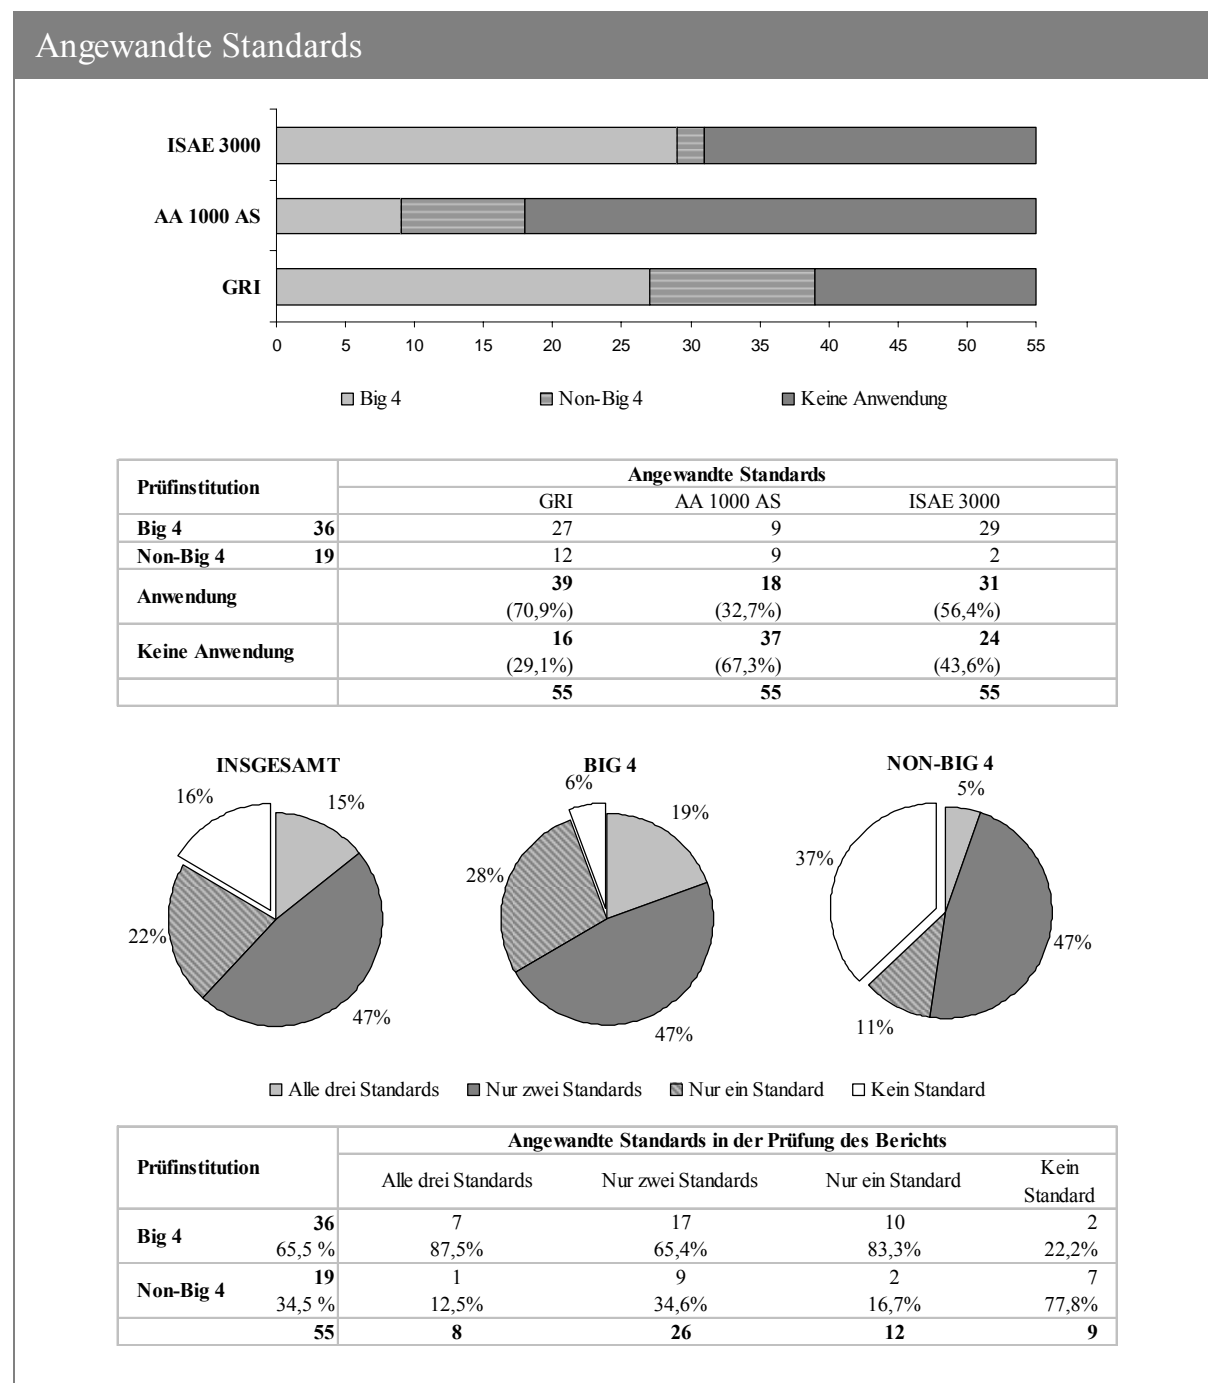 Angewandte Standards
ISAE 3000
AA 1000 AS
GRI
0 5 10 15 20 25 30 35 40 45 50 55
Big 4 Non-Big 4 Keine Anwendung
Prüfinstitution Angewandte Standards
GRI AA 1000 AS ISAE 3000
Big 4 36 27 9 29
Non-Big 4 19 12 9 2
Anwendung 39 18 31
(70,9%) (32,7%) (56,4%)
Keine Anwendung 16 37 24
(29,1%) (67,3%) (43,6%)
55 55 55
INSGESAMT
16% 15%
22%
47%
BIG 4
6%
19%
28%
47%
NON-BIG 4
5%
37%
47%
11%
Alle drei Standards Nur zwei Standards Nur ein Standard Kein Standard
Prüfinstitution Angewandte Standards in der Prüfung des Berichts
Alle drei Standards Nur zwei Standards Nur ein Standard Kein
Standard
Big 4 36 7 17 10 2
65,5 % 87,5% 65,4% 83,3% 22,2%
Non-Big 4 19 1 9 2 7
34,5 % 12,5% 34,6% 16,7% 77,8%
55 8 26 12 9